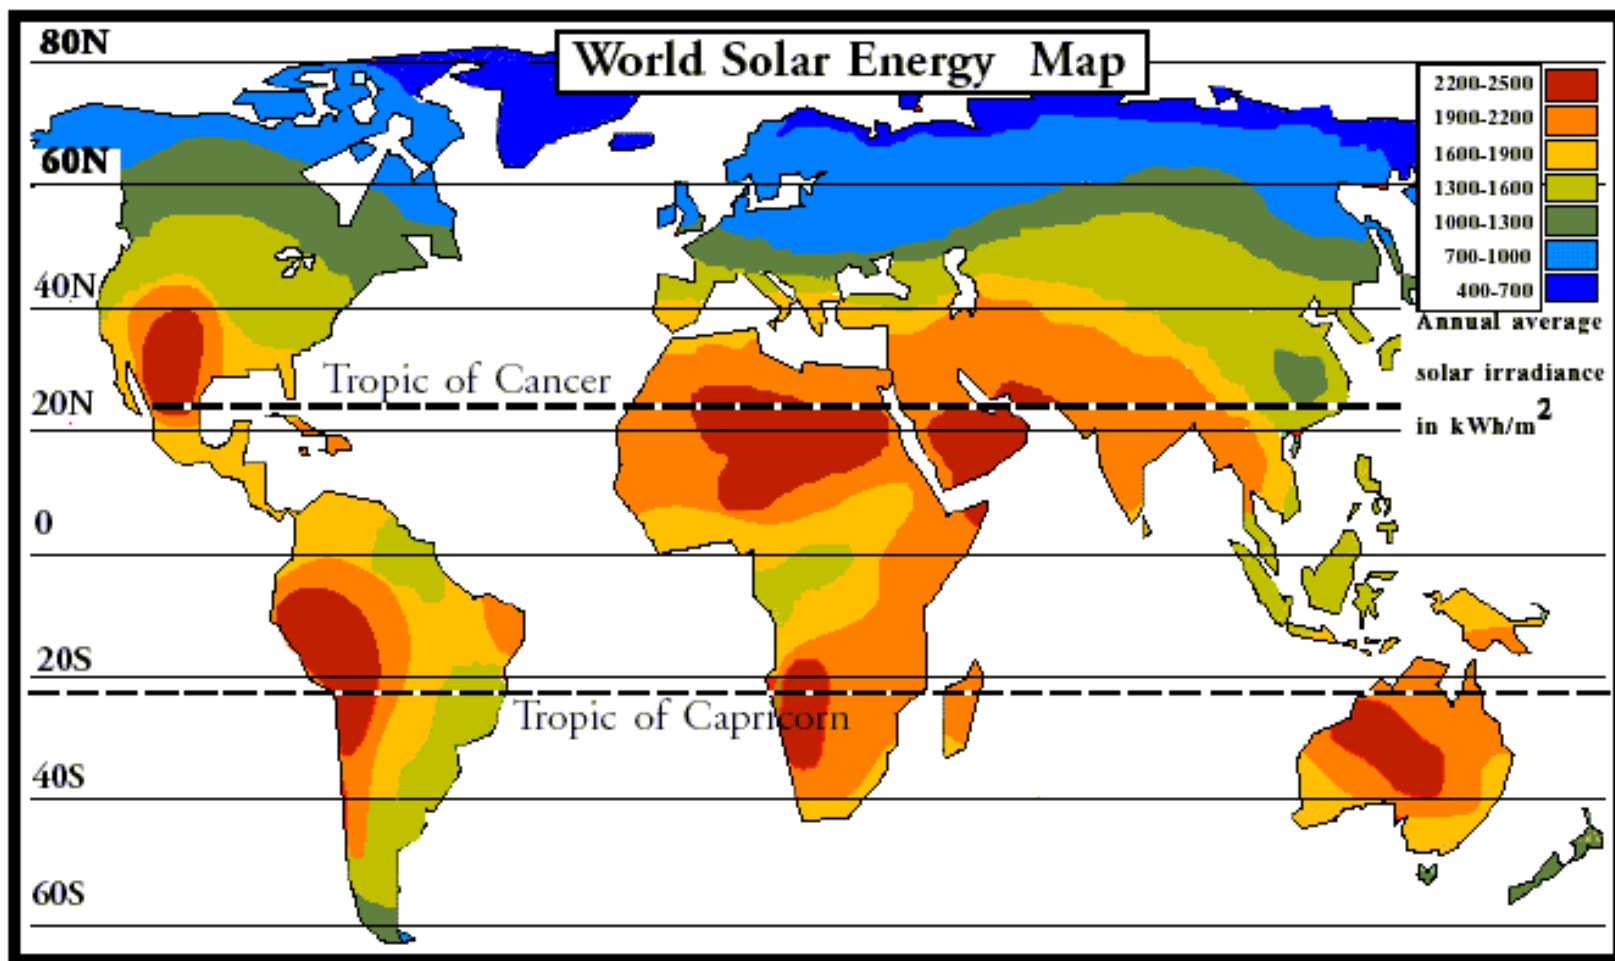 World Solar Energy Map
80N
60N
40N
20N
0
20S
40S
60S
Tropic of Cancer
Tropic of Capricorn
2200-2500
1900-2200
1600-1900
1300-1600
1000-1300
700-1000
400-700
Annual average
solar irradiance
in kWh/m²